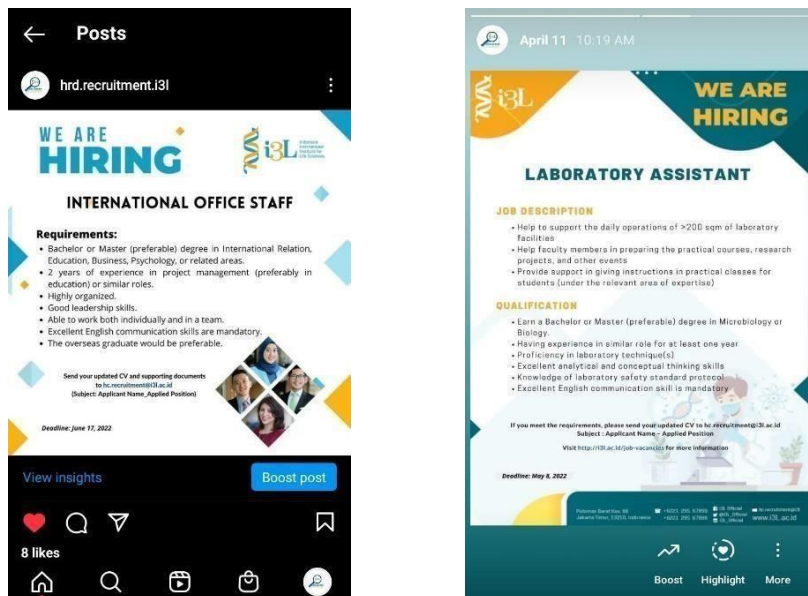 Posts
hrd.recruitment.i3l
WE ARE
HIRING
i3L
Indonesia
International
Institute for
Life Sciences
INTERNATIONAL OFFICE STAFF
Requirements:
• Bachelor or Master (preferable) degree in International Relation,
Education, Business, Psychology, or related areas.
• 2 years of experience in project management (preferably in
education) or similar roles.
• Highly organized.
• Good leadership skills.
• Able to work both individually and in a team.
• Excellent English communication skills are mandatory.
• The overseas graduate would be preferable.
Send your updated CV and supporting documents
to hc.recruitment@i3l.ac.id
(Subject: Applicant Name_Applied Position)
Deadline: June 17, 2022
View insights
Boost post
8 likes
April 11 10:19 AM
i3L
WE ARE
HIRING
LABORATORY ASSISTANT
JOB DESCRIPTION
• Help to support the daily operations of >200 sqm of laboratory
facilities
• Help faculty members in preparing the practical courses, research
projects, and other events
• Provide support in giving instructions in practical classes for
students (under the relevant area of expertise)
QUALIFICATION
• Earn a Bachelor or Master (preferable) degree in Microbiology or
Biology.
• Having experience in similar role for at least one year
• Proficiency in laboratory technique(s)
• Excellent analytical and conceptual thinking skills
• Knowledge of laboratory safety standard protocol
• Excellent English communication skill is mandatory
If you meet the requirements, please send your updated CV to hc.recruitment@i3l.ac.id
Subject : Applicant Name – Applied Position
Visit http://i3l.ac.id/job-vacancies for more information
Deadline: May 8, 2022
www.i3L.ac.id
Boost
Highlight
More